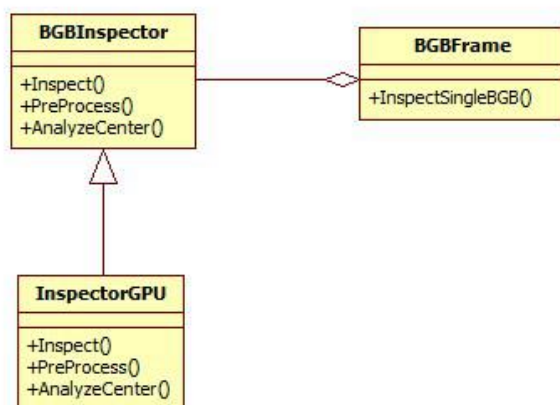 BGBInspector
+Inspect()
+PreProcess()
+AnalyzeCenter()
BGBFrame
+InspectSingleBGB()
InspectorGPU
+Inspect()
+PreProcess()
+AnalyzeCenter()